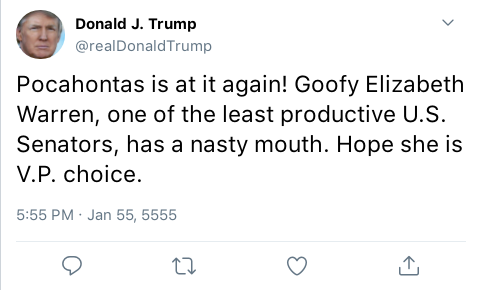 Donald J. Trump
@realDonaldTrump
Pocahontas is at it again! Goofy Elizabeth
Warren, one of the least productive U.S.
Senators, has a nasty mouth. Hope she is
V.P. choice.
5:55 PM · Jan 55, 5555